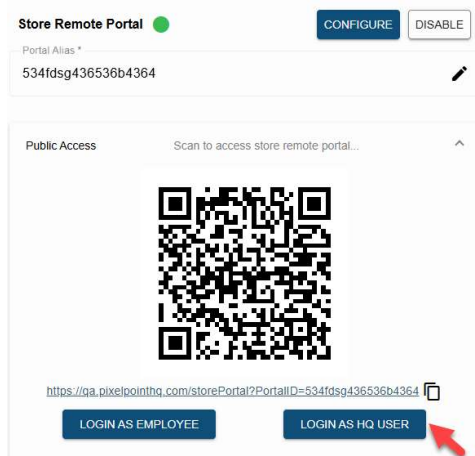 Store Remote Portal
CONFIGURE
DISABLE
Portal Alias *
534fdsg436536b4364
Public Access
Scan to access store remote portal...
https://qa.pixelpointhq.com/storePortal?PortalID=534fdsg436536b4364
LOGIN AS EMPLOYEE
LOGIN AS HQ USER